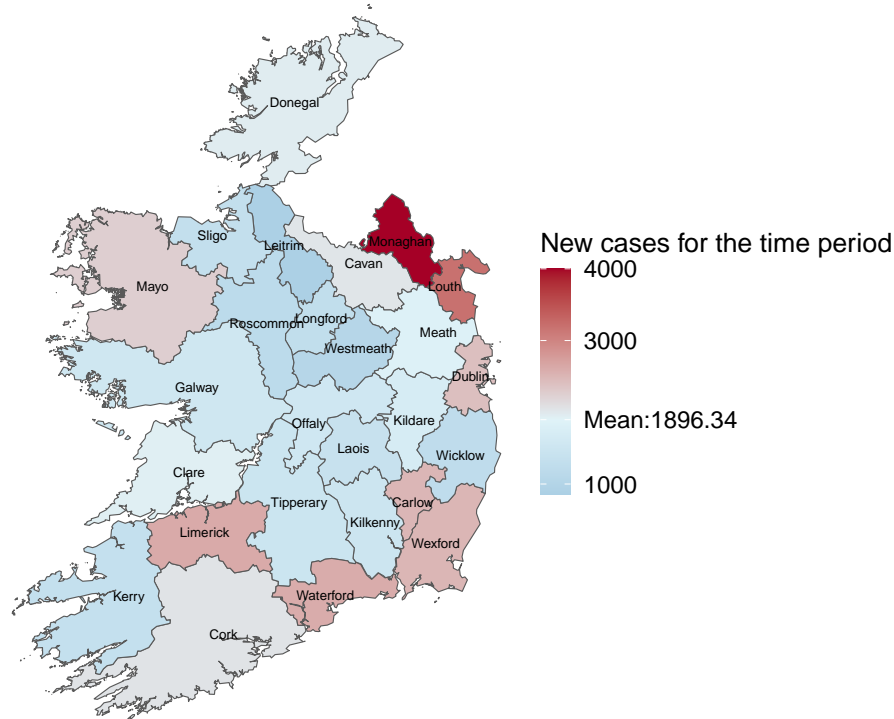 Donegal
Monaghan
Sligo
Leitrim
Cavan
New cases for the time period
4000
Mayo
Louth
Roscommon
Longford
Meath
3000
Westmeath
Dublin
Galway
Offaly
Kildare
Mean:1896.34
Laois
Wicklow
Clare
1000
Tipperary
Carlow
Limerick
Kilkenny
Wexford
Kerry
Waterford
Cork